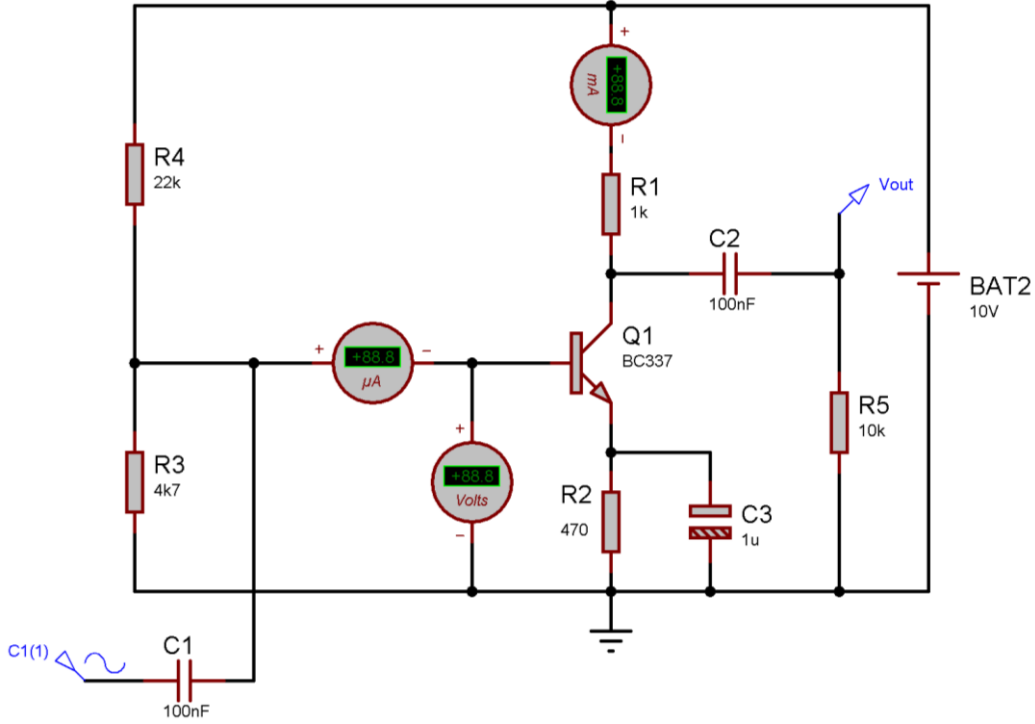 +
mA
+88.8
−
R4
22k
R1
1k
Vout
C2
100nF
BAT2
10V
+
+88.8
µA
−
Q1
BC337
R5
10k
R3
4k7
+
+88.8
Volts
−
R2
470
C3
1u
C1(1)
C1
100nF